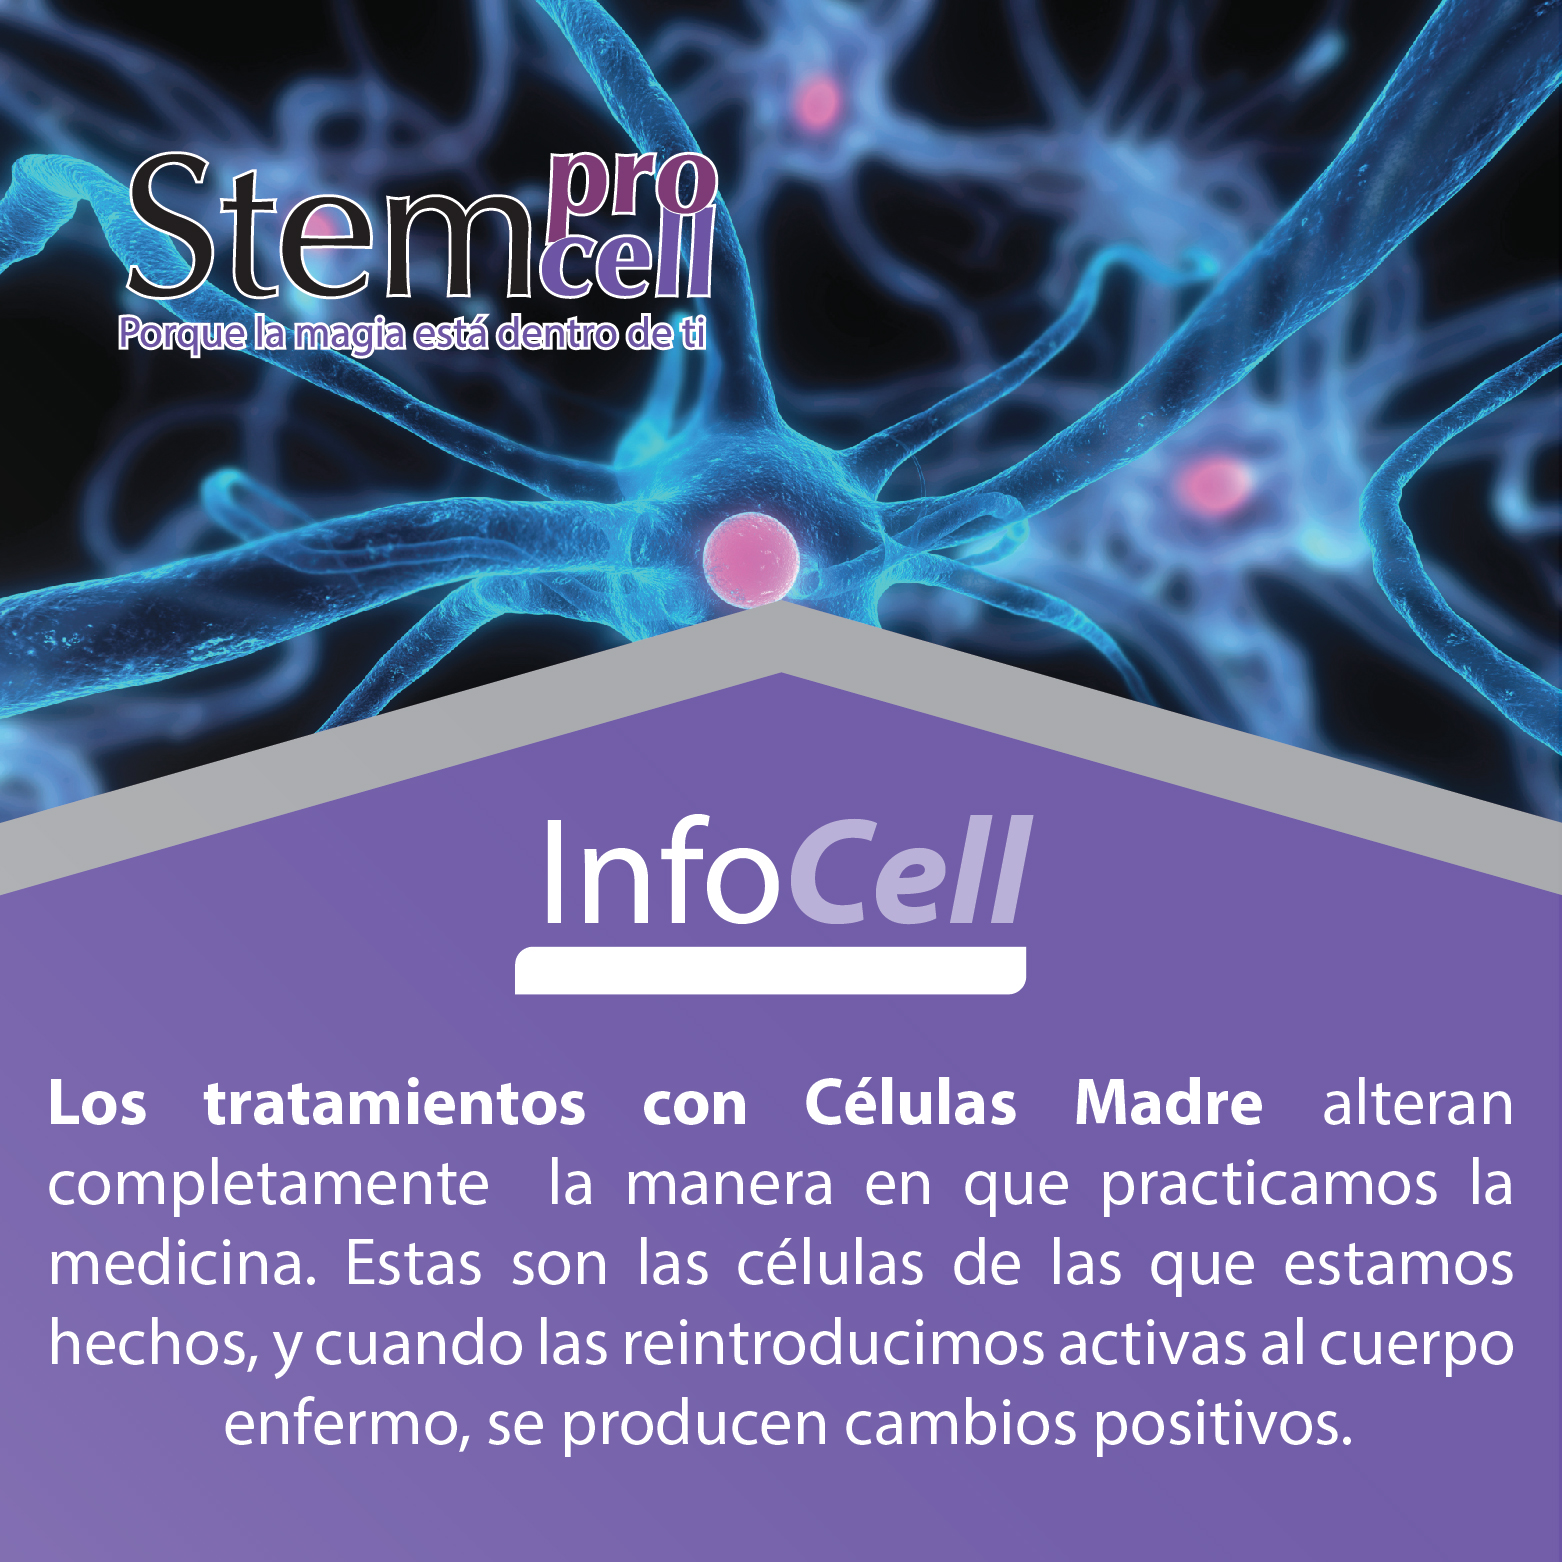 Stem pro cell
Porque la magia está dentro de ti
InfoCell
Los tratamientos con Células Madre alteran
completamente la manera en que practicamos la
medicina. Estas son las células de las que estamos
hechos, y cuando las reintroducimos activas al cuerpo
enfermo, se producen cambios positivos.